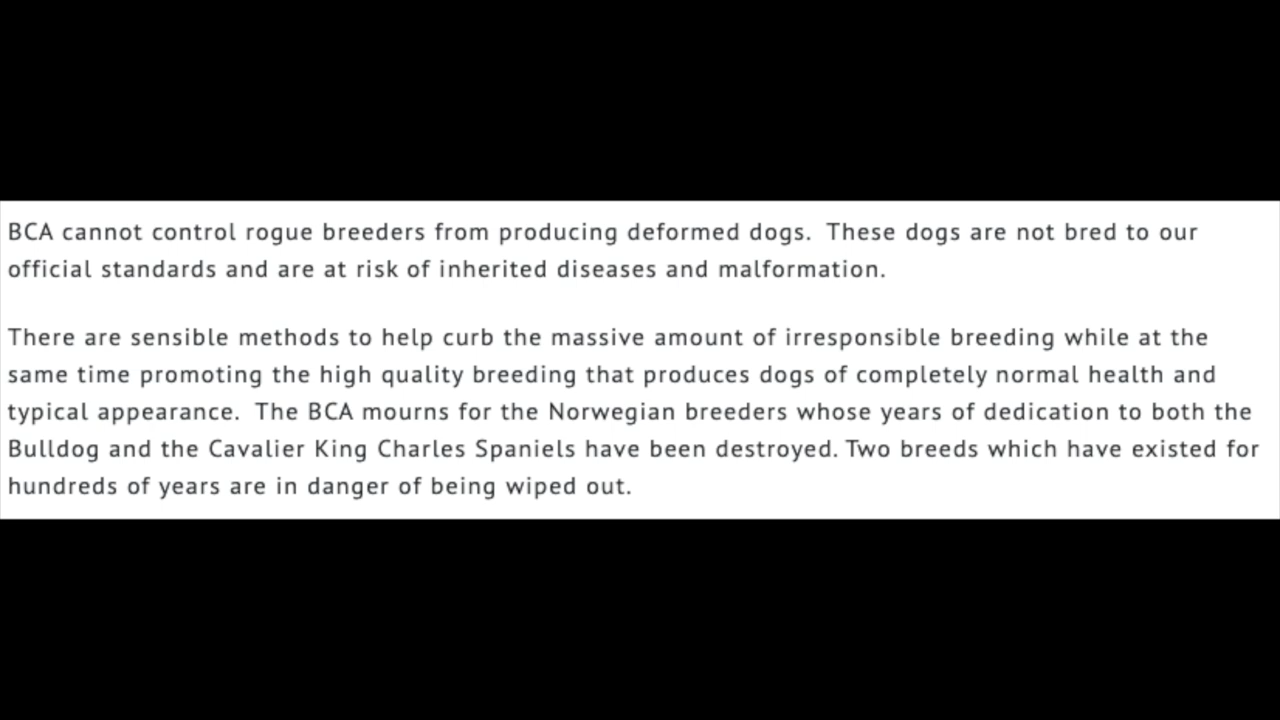 BCA cannot control rogue breeders from producing deformed dogs.  These dogs are not bred to our
official standards and are at risk of inherited diseases and malformation.
There are sensible methods to help curb the massive amount of irresponsible breeding while at the
same time promoting the high quality breeding that produces dogs of completely normal health and
typical appearance.  The BCA mourns for the Norwegian breeders whose years of dedication to both the
Bulldog and the Cavalier King Charles Spaniels have been destroyed. Two breeds which have existed for
hundreds of years are in danger of being wiped out.